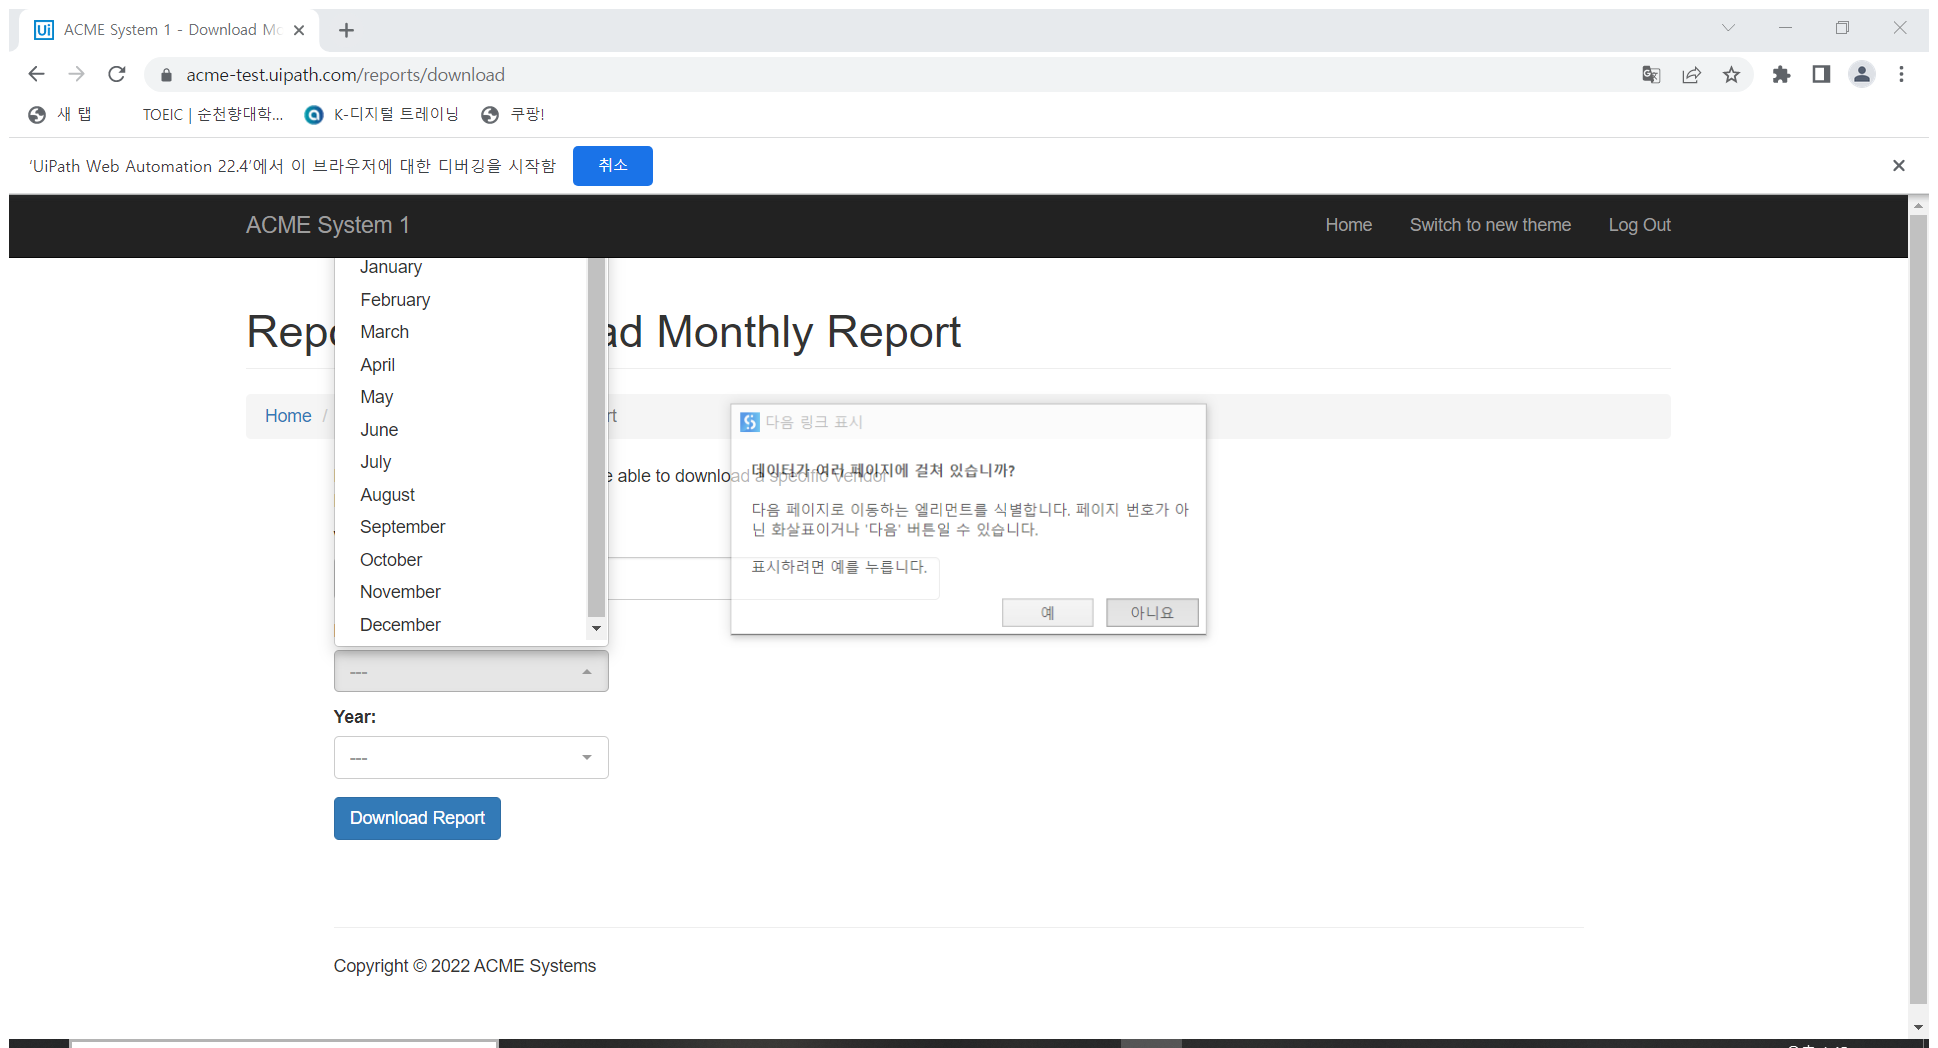 Ui ACME System 1 - Download Mo
acme-test.uipath.com/reports/download
새 탭 TOEIC | 순천향대학... K-디지털 트레이닝 쿠팡!
'UiPath Web Automation 22.4'에서 이 브라우저에 대한 디버깅을 시작함 취소
ACME System 1 Home Switch to new theme Log Out
January
February
Repo ad Monthly Report
March
April
May
Home / rt
June
July
August
September
October
November
December
e able to download a specific vendor
다음 링크 표시
데이터가 여러 페이지에 걸쳐 있습니까?
다음 페이지로 이동하는 엘리먼트를 식별합니다. 페이지 번호가 아
닌 화살표이거나 '다음' 버튼일 수 있습니다.
표시하려면 예를 누릅니다.
예 아니요
---
Year:
---
Download Report
Copyright © 2022 ACME Systems